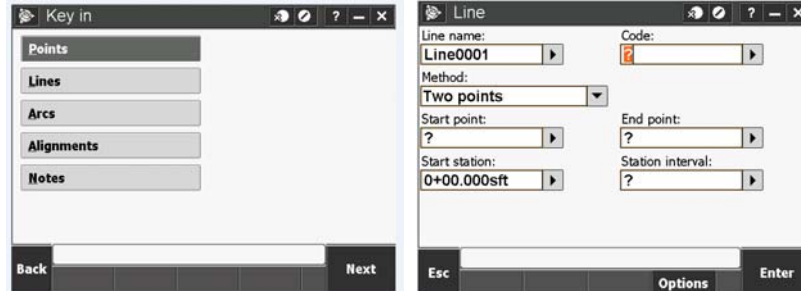 Key in
?
Points
Lines
Arcs
Alignments
Notes
Back
Next
Line
?
Line name:
Code:
Line0001
?
Method:
Two points
Start point:
End point:
?
?
Start station:
Station interval:
0+00.000sft
?
Esc
Options
Enter